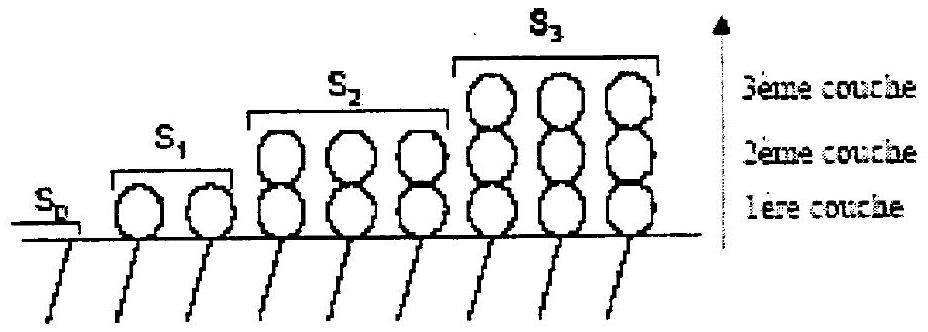 S₃
S₂
S₁
S₀
3ème couche
2ème couche
1ère couche